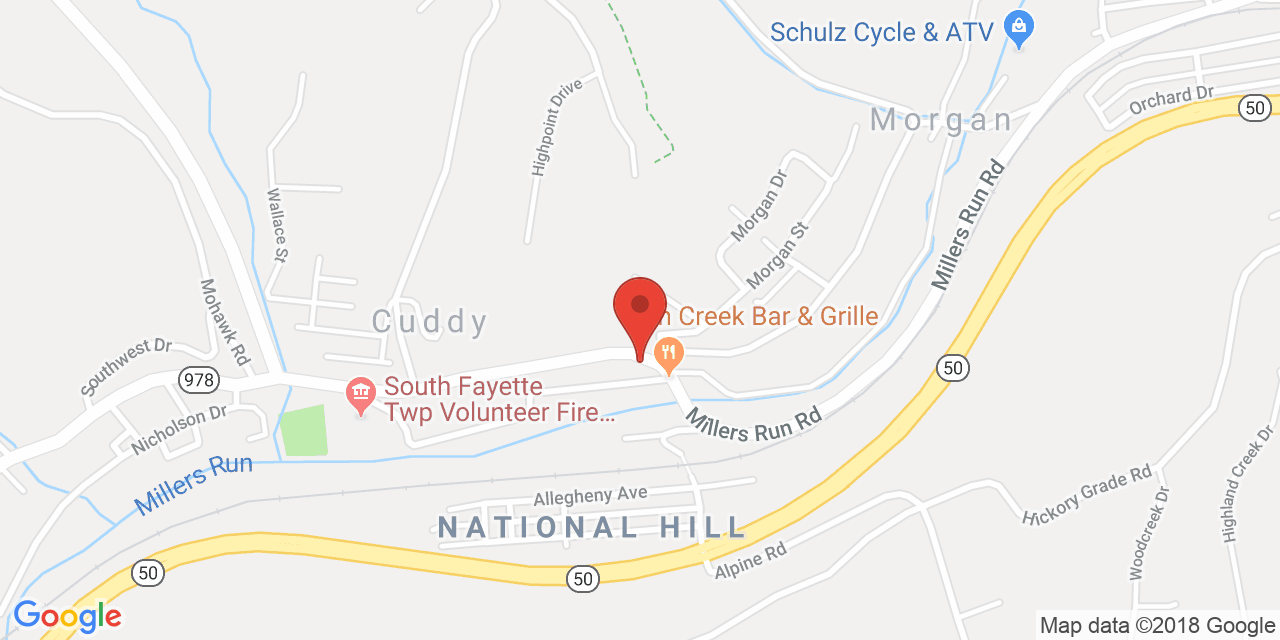 Schulz Cycle & ATV
50
Orchard Dr
Morgan
Highpoint Drive
Millers Run Rd
Morgan Dr
Wallace St
Morgan St
Mohawk Rd
Cuddy
Creek Bar & Grille
Southwest Dr
978
50
South Fayette
Twp Volunteer Fire...
Nicholson Dr
Millers Run Rd
Millers Run
Hickory Grade Rd
Highland Creek Dr
Woodcreek Dr
Allegheny Ave
NATIONAL HILL
Alpine Rd
50
50
Google
Map data ©2018 Google